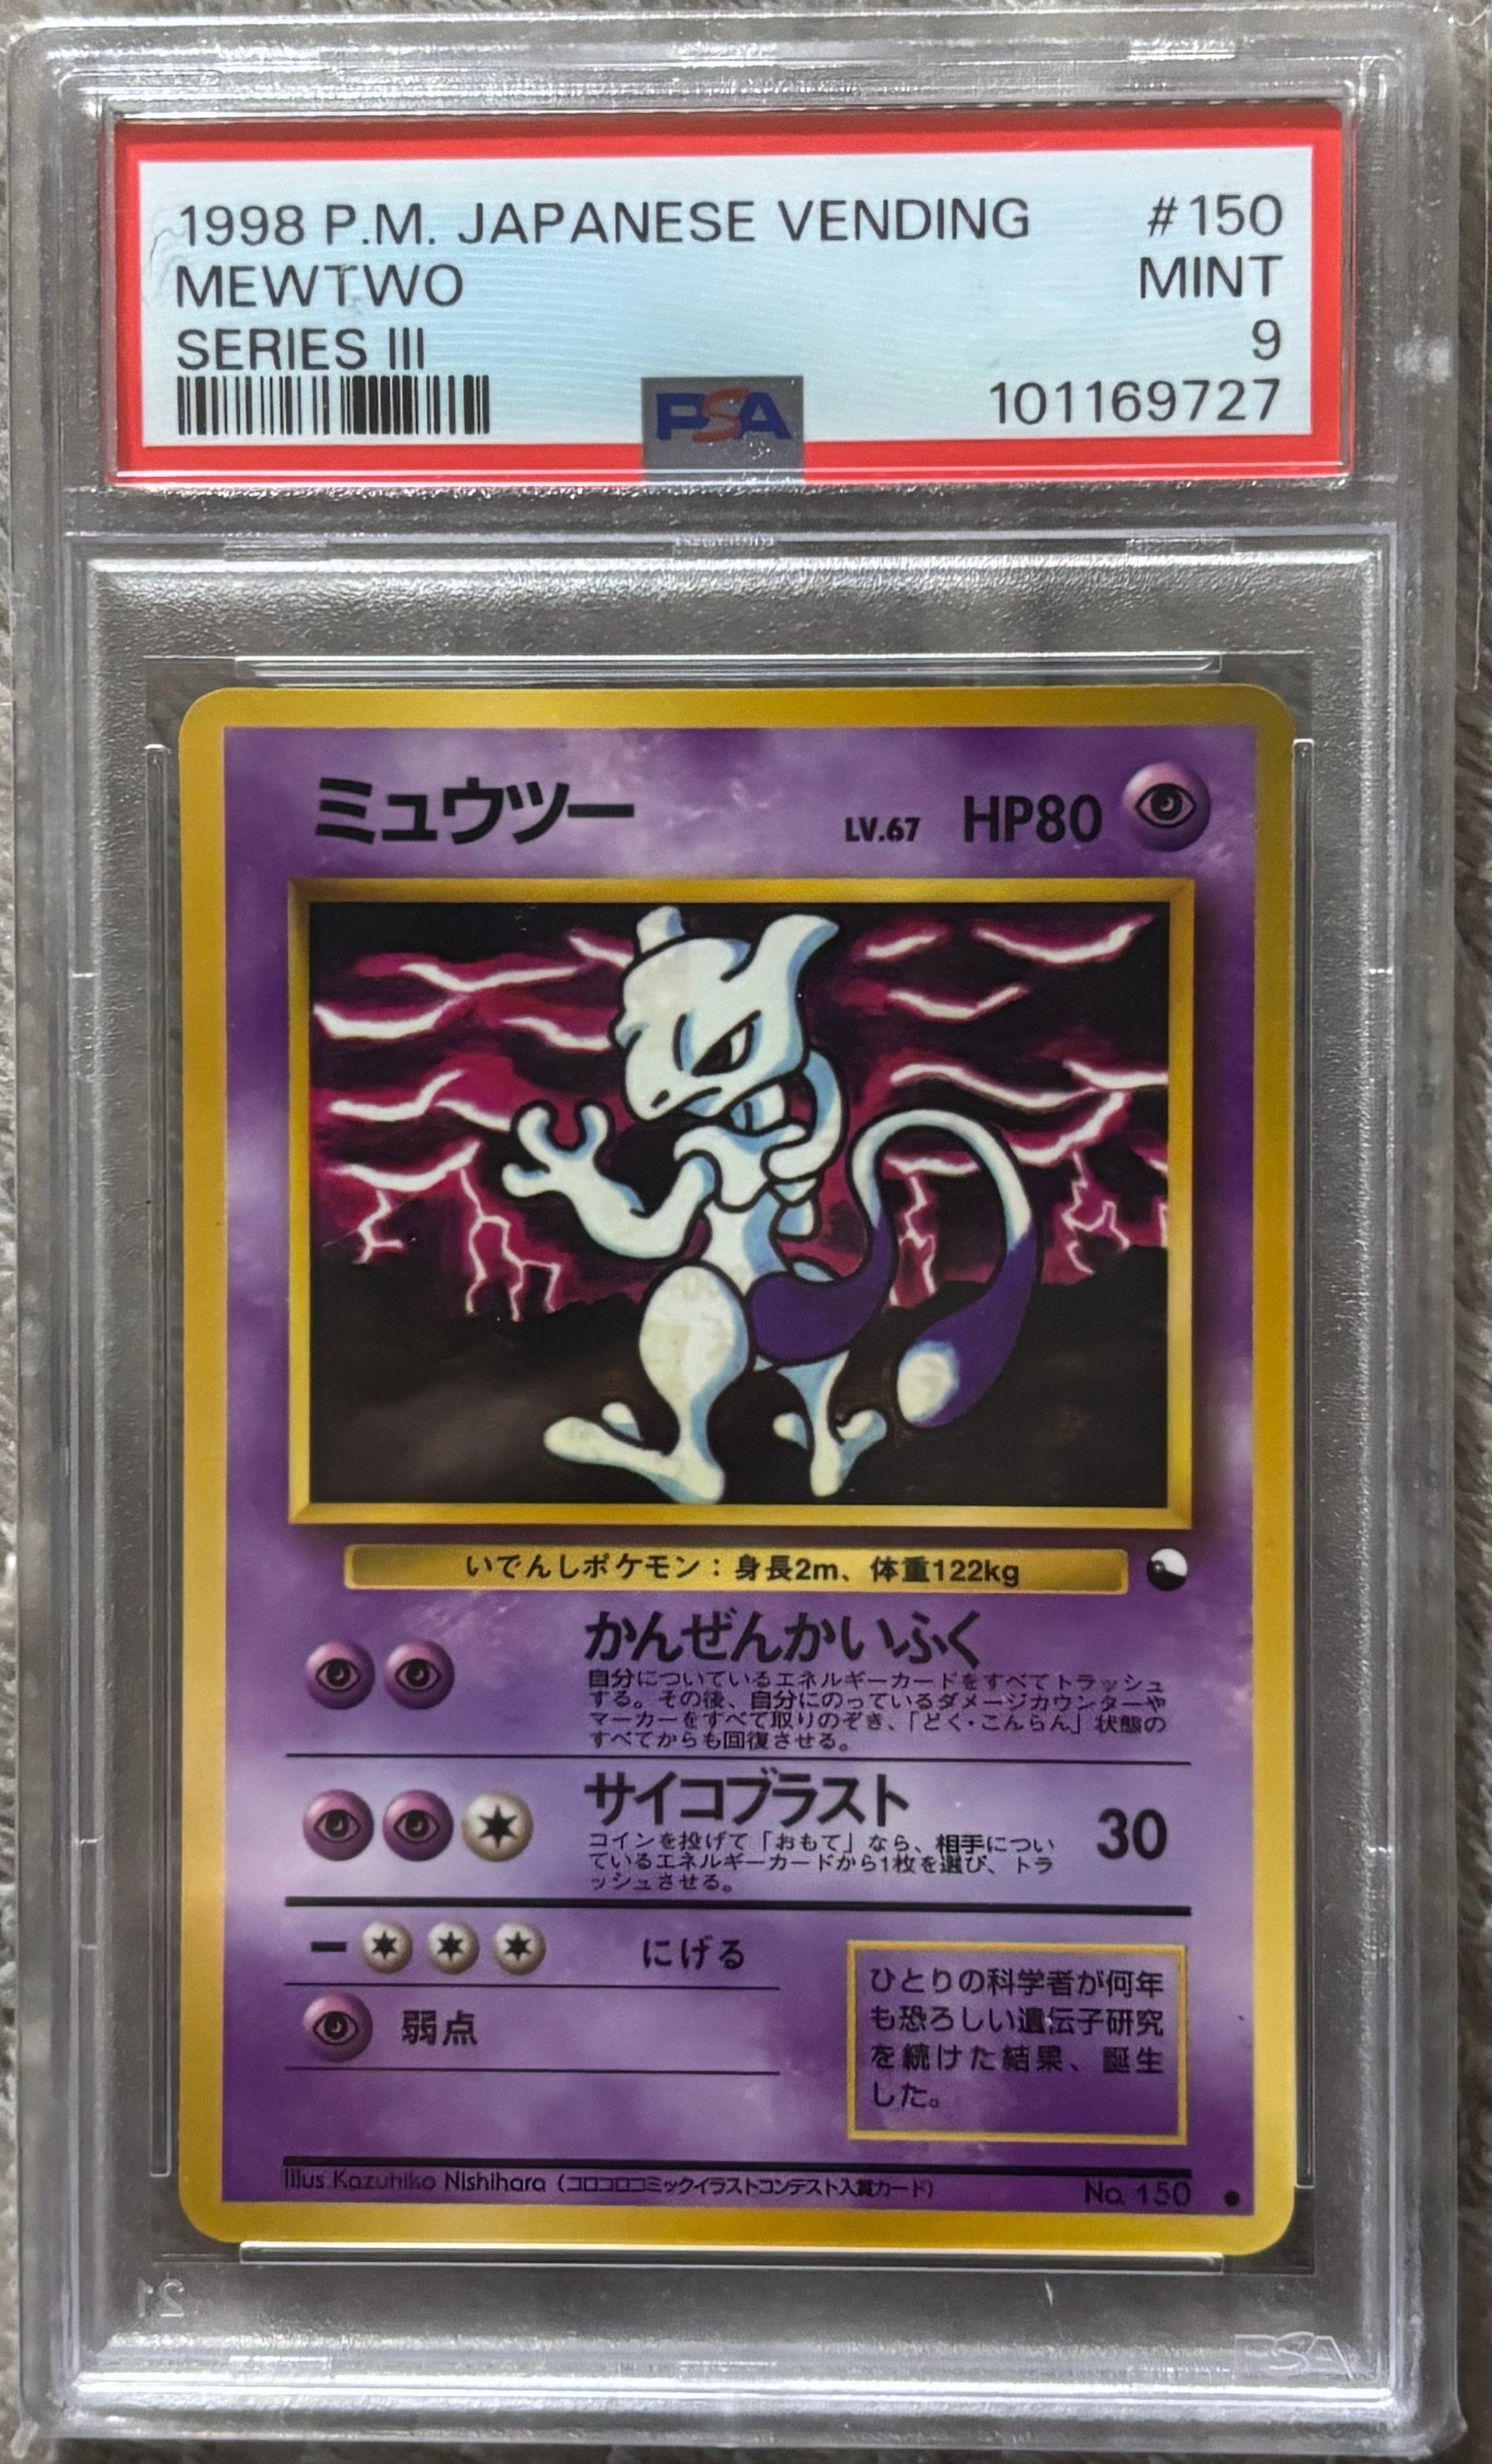 1998 P.M. JAPANESE VENDING #150
MEWTWO MINT
SERIES III 9
PSA 101169727
ミュウツー LV.67 HP80
いでんしポケモン：身長2m、体重122kg
かんぜんかいふく
自分についているエネルギーカードをすべてトラッシュ
する。その後、自分にのっているダメージカウンターや
マーカーをすべて取りのぞき、「どく・こんらん」状態の
すべてからも回復させる。
サイコブラスト 30
コインを投げて「おもて」なら、相手につい
ているエネルギーカードから1枚を選び、トラ
ッシュさせる。
ー にげる
弱点
ひとりの科学者が何年
も恐ろしい遺伝子研究
を続けた結果、誕生
した。
Illus.Kazuhiko Nishihara（コロコロコミックイラストコンテスト入賞カード）
No. 150 ●
21
PSA